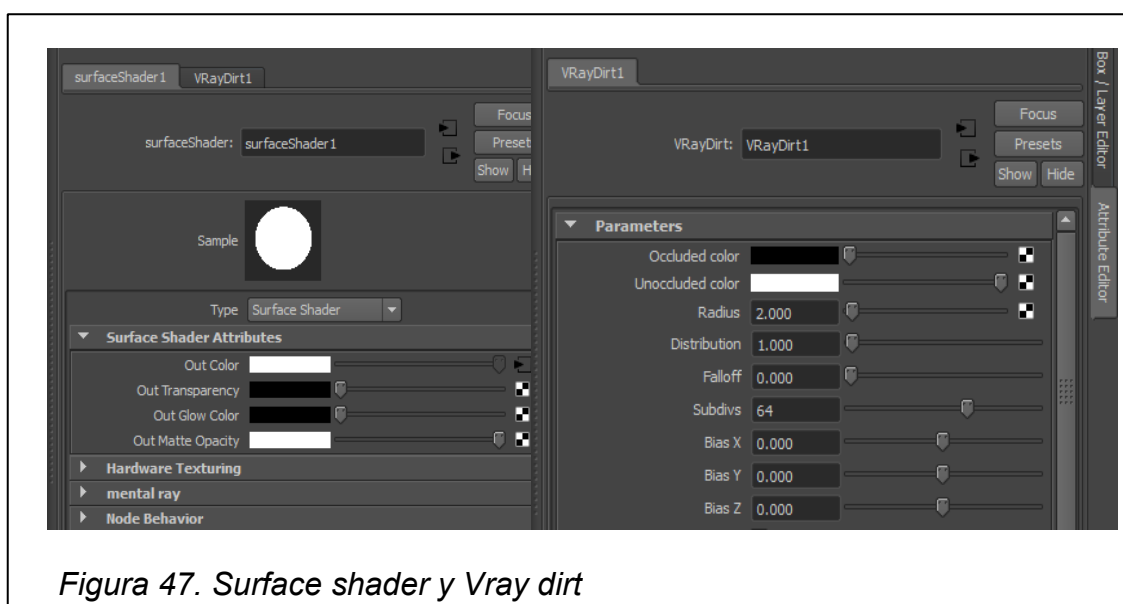 surfaceShader1 VRayDirt1
surfaceShader: surfaceShader1
Focus
Preset
Show H
Sample
Type Surface Shader
Surface Shader Attributes
Out Color
Out Transparency
Out Glow Color
Out Matte Opacity
Hardware Texturing
mental ray
Node Behavior
VRayDirt1
VRayDirt: VRayDirt1
Focus
Presets
Show Hide
Parameters
Occluded color
Unoccluded color
Radius 2.000
Distribution 1.000
Falloff 0.000
Subdivs 64
Bias X 0.000
Bias Y 0.000
Bias Z 0.000
Box / Layer Editor
Attribute Editor
Figura 47. Surface shader y Vray dirt